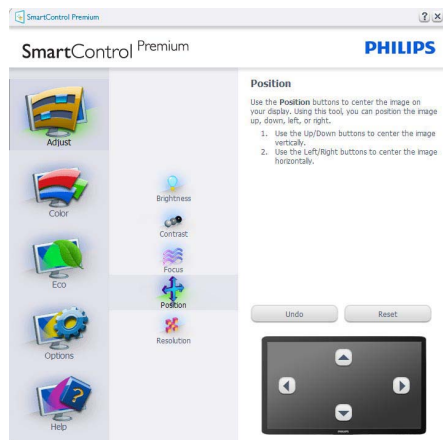 SmartControl Premium
? X
SmartControl Premium
PHILIPS
Adjust
Color
Eco
Options
Help
Brightness
Contrast
Focus
Position
Resolution
Position
Use the Position buttons to center the image on
your display. Using this tool, you can position the image
up, down, left, or right.
1. Use the Up/Down buttons to center the image
vertically.
2. Use the Left/Right buttons to center the image
horizontally.
Undo
Reset
PHILIPS